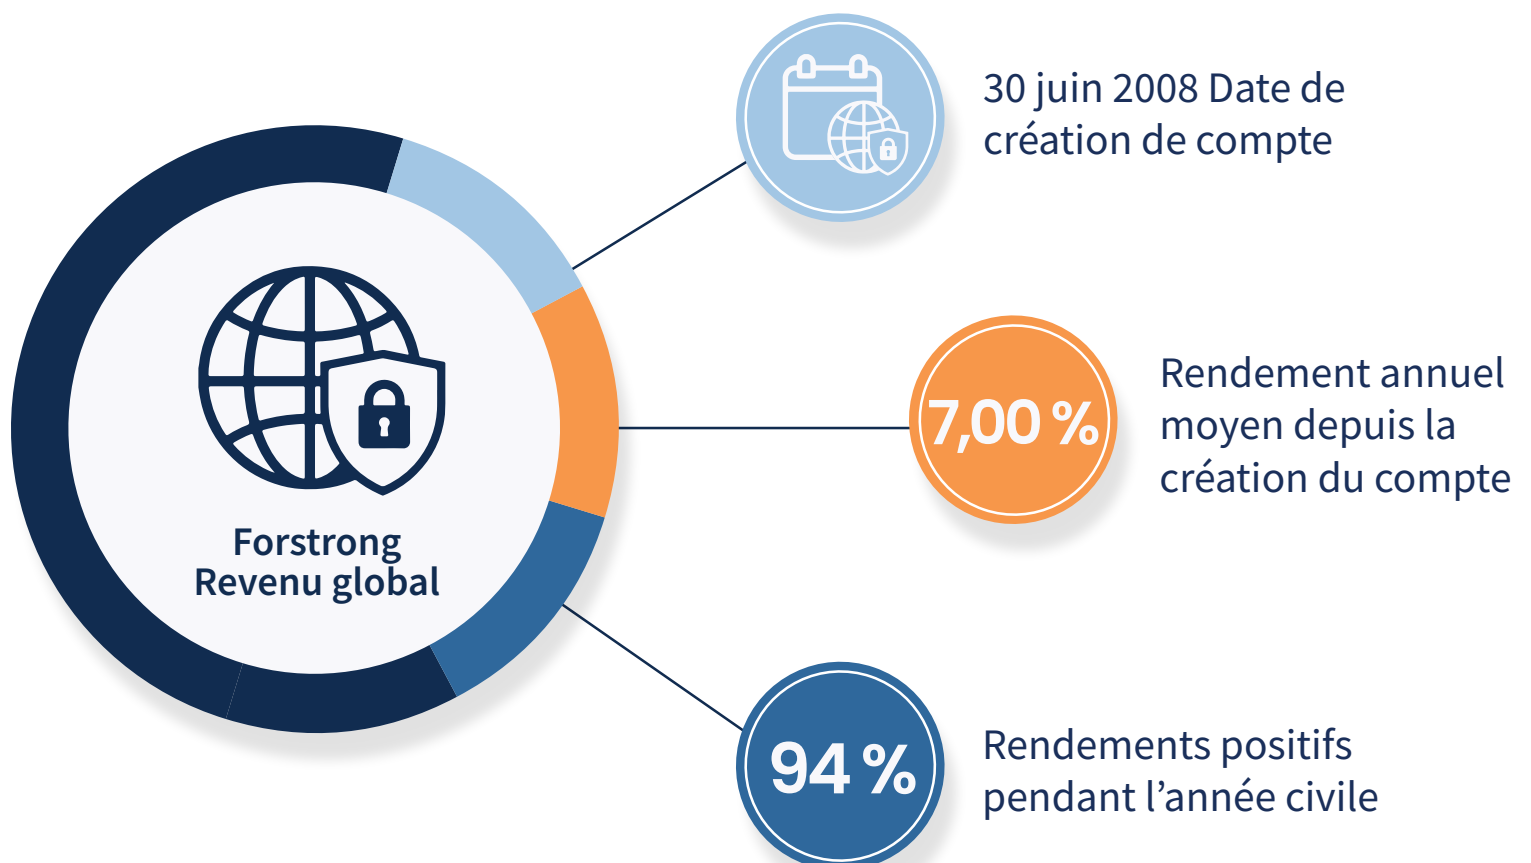 30 juin 2008 Date de
création de compte
7,00 %
Rendement annuel
moyen depuis la
création du compte
Forstrong
Revenu global
94 %
Rendements positifs
pendant l’année civile